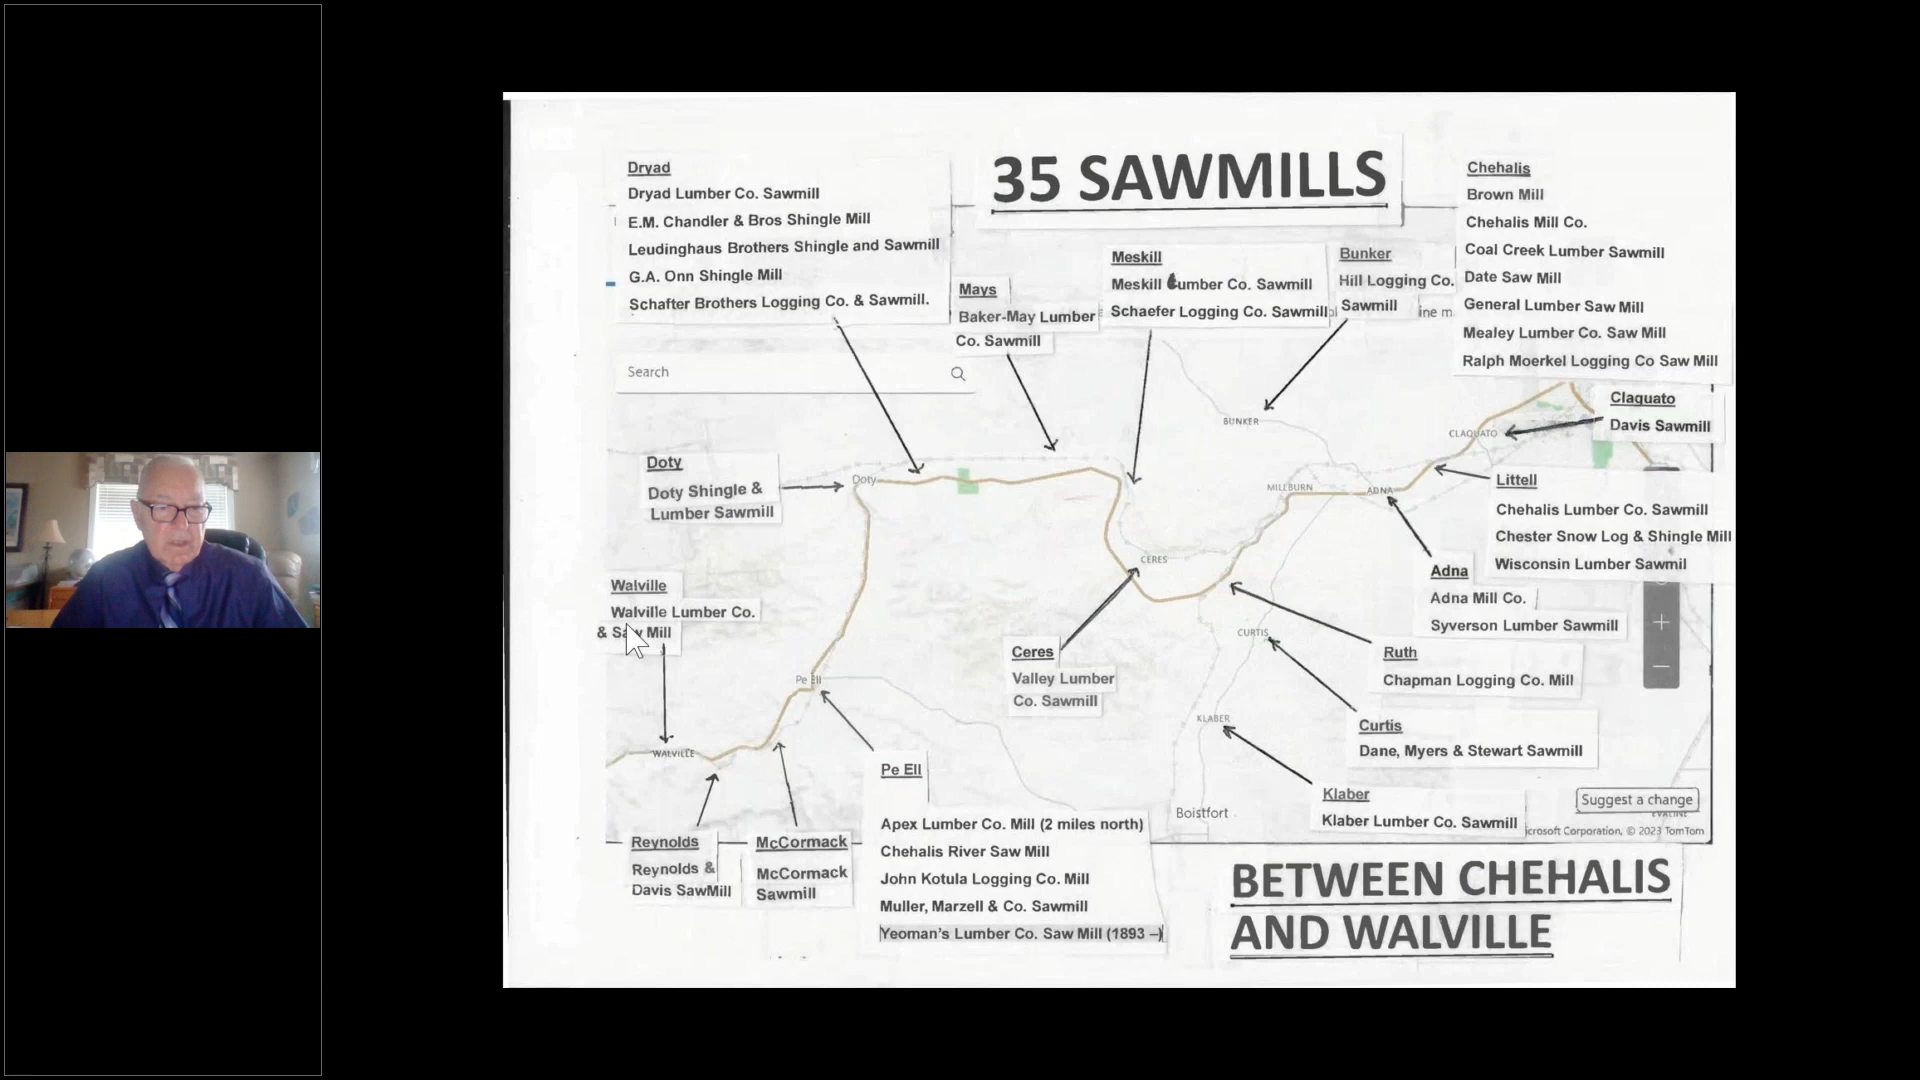 35 SAWMILLS
Dryad
Dryad Lumber Co. Sawmill
E.M. Chandler & Bros Shingle Mill
Leudinghaus Brothers Shingle and Sawmill
G.A. Onn Shingle Mill
Schafter Brothers Logging Co. & Sawmill.
Mays
Baker-May Lumber
Co. Sawmill
Meskill
Meskill Lumber Co. Sawmill
Schaefer Logging Co. Sawmill
Bunker
Hill Logging Co.
Sawmill
ine m
Chehalis
Brown Mill
Chehalis Mill Co.
Coal Creek Lumber Sawmill
Date Saw Mill
General Lumber Saw Mill
Mealey Lumber Co. Saw Mill
Ralph Moerkel Logging Co Saw Mill
Search
Claguato
Davis Sawmill
BUNKER
CLAQUATO
Doty
Doty Shingle &
Lumber Sawmill
Doty
MILLBURN
ADNA
Littell
Chehalis Lumber Co. Sawmill
Chester Snow Log & Shingle Mill
Wisconsin Lumber Sawmil
CERES
Adna
Adna Mill Co.
Syverson Lumber Sawmill
Walville
Walville Lumber Co.
& Saw Mill
CURTIS
Ceres
Valley Lumber
Co. Sawmill
Ruth
Chapman Logging Co. Mill
Pe Ell
KLABER
Curtis
Dane, Myers & Stewart Sawmill
WALVILLE
Pe Ell
Apex Lumber Co. Mill (2 miles north)
Chehalis River Saw Mill
John Kotula Logging Co. Mill
Muller, Marzell & Co. Sawmill
Yeoman's Lumber Co. Saw Mill (1893 –)
Klaber
Klaber Lumber Co. Sawmill
Boistfort
Suggest a change
EVALINE
icrosoft Corporation, © 2023 TomTom
Reynolds
Reynolds &
Davis SawMill
McCormack
McCormack
Sawmill
BETWEEN CHEHALIS
AND WALVILLE